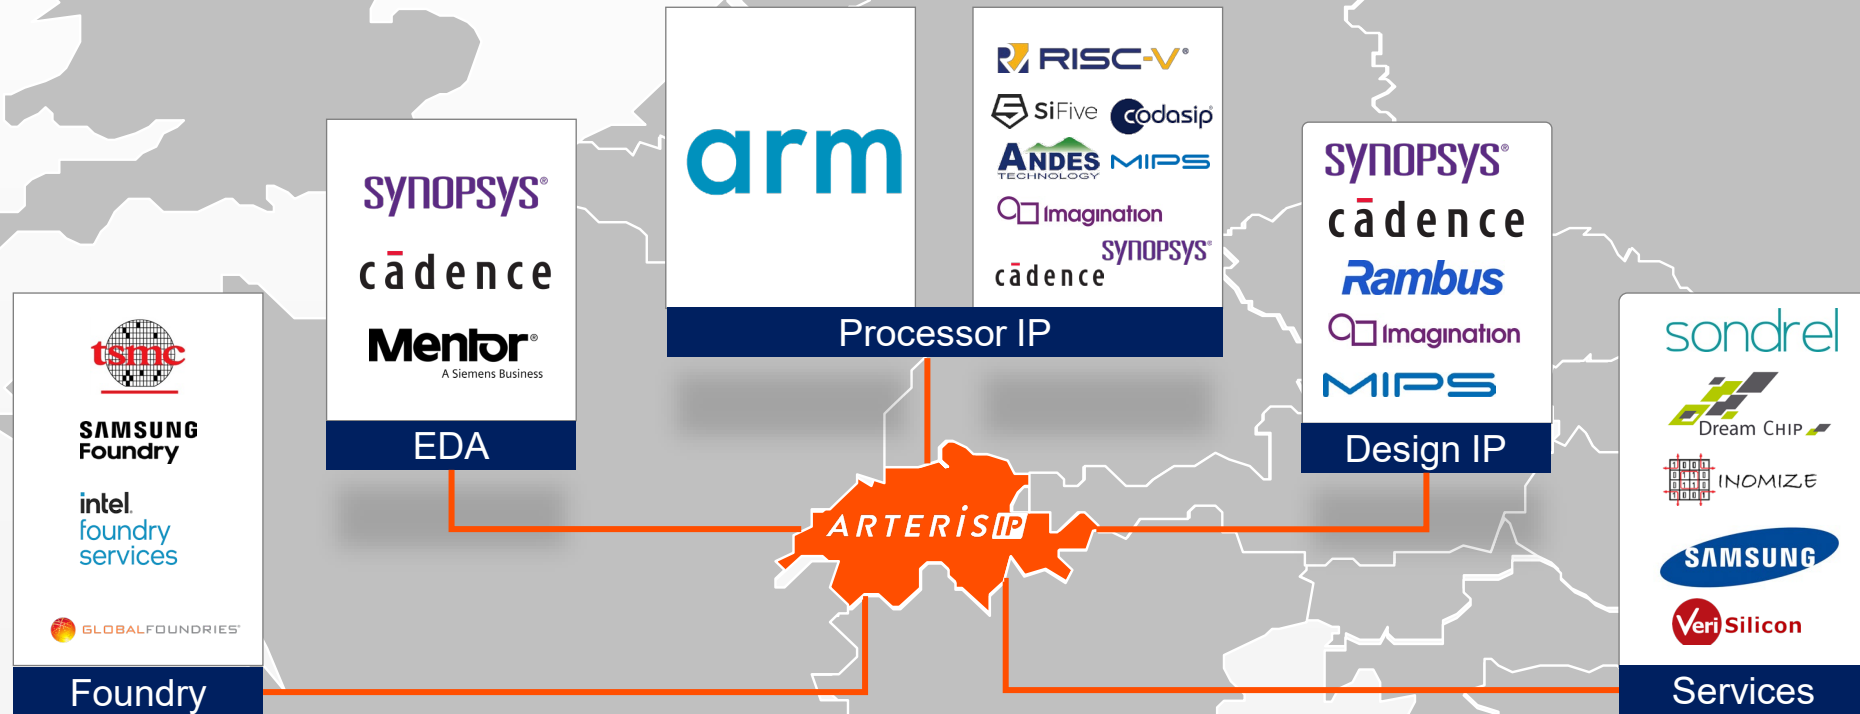 tsmc
SAMSUNG
Foundry
intel.
foundry
services
GLOBALFOUNDRIES
Foundry
SYNOPSYS®
cādence
Mentor®
A Siemens Business
EDA
arm
RISC-V®
SiFive
codasip
ANDES
TECHNOLOGY
MIPS
Imagination
SYNOPSYS®
cādence
Processor IP
SYNOPSYS®
cādence
Rambus
Imagination
MIPS
Design IP
sondrel
DREAM CHIP
INOMIZE
SAMSUNG
VeriSilicon
Services
ARTERIS IP